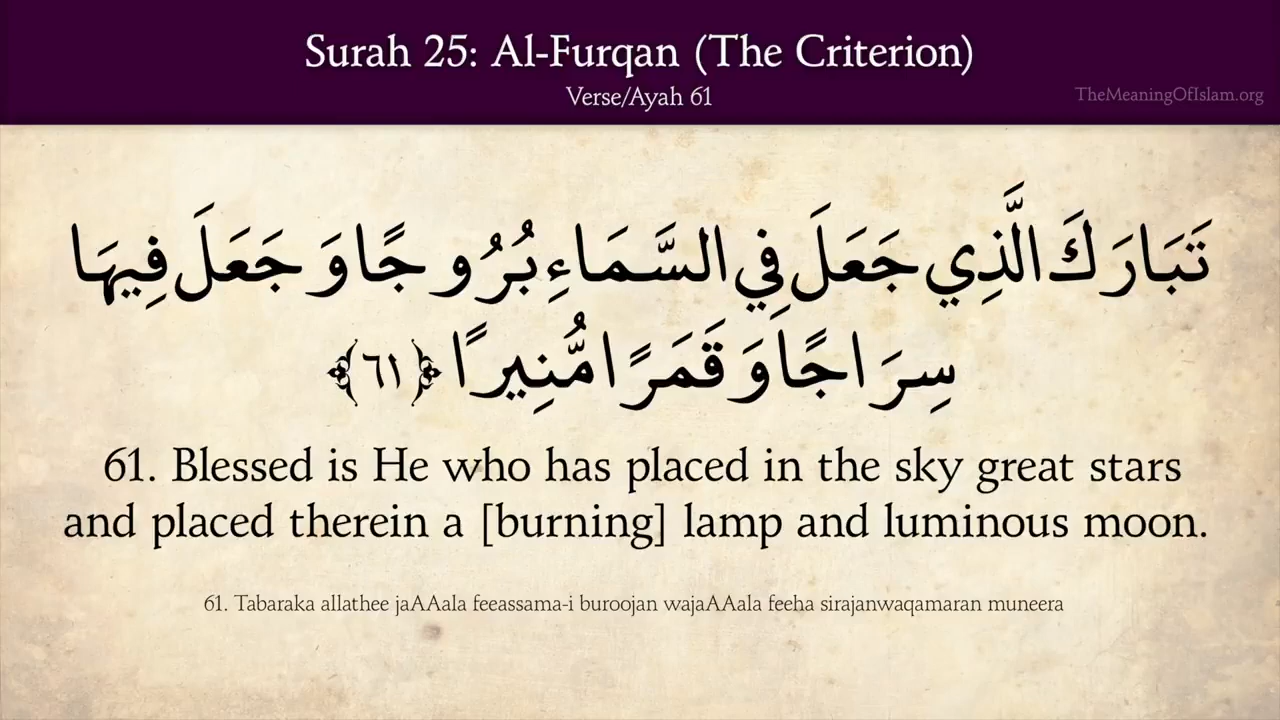 Surah 25: Al-Furqan (The Criterion)
Verse/Ayah 61
TheMeaningOfIslam.org
تَبَارَكَ الَّذِي جَعَلَ فِي السَّمَاءِ بُرُوجًا وَجَعَلَ فِيهَا
سِرَاجًا وَقَمَرًا مُّنِيرًا ﴿٦١﴾
61. Blessed is He who has placed in the sky great stars
and placed therein a [burning] lamp and luminous moon.
61. Tabaraka allathee jaAAala feeassama-i buroojan wajaAAala feeha sirajanwaqamaran muneera